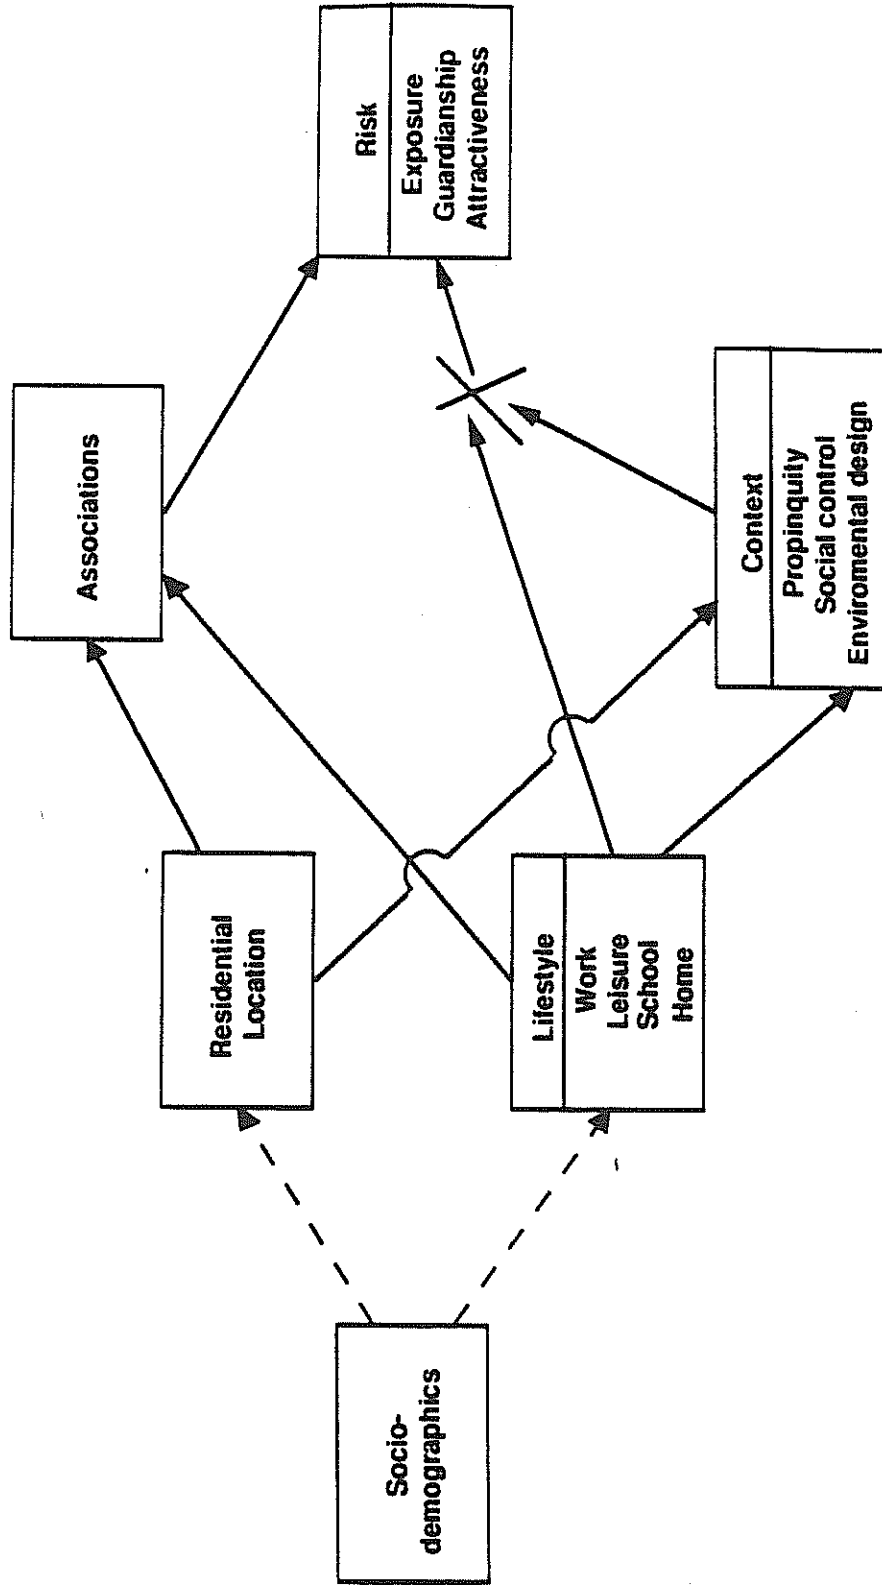 Socio-
demographics
Residential
Location
Lifestyle
Work
Leisure
School
Home
Associations
Context
Propinquity
Social control
Enviromental design
Risk
Exposure
Guardianship
Attractiveness